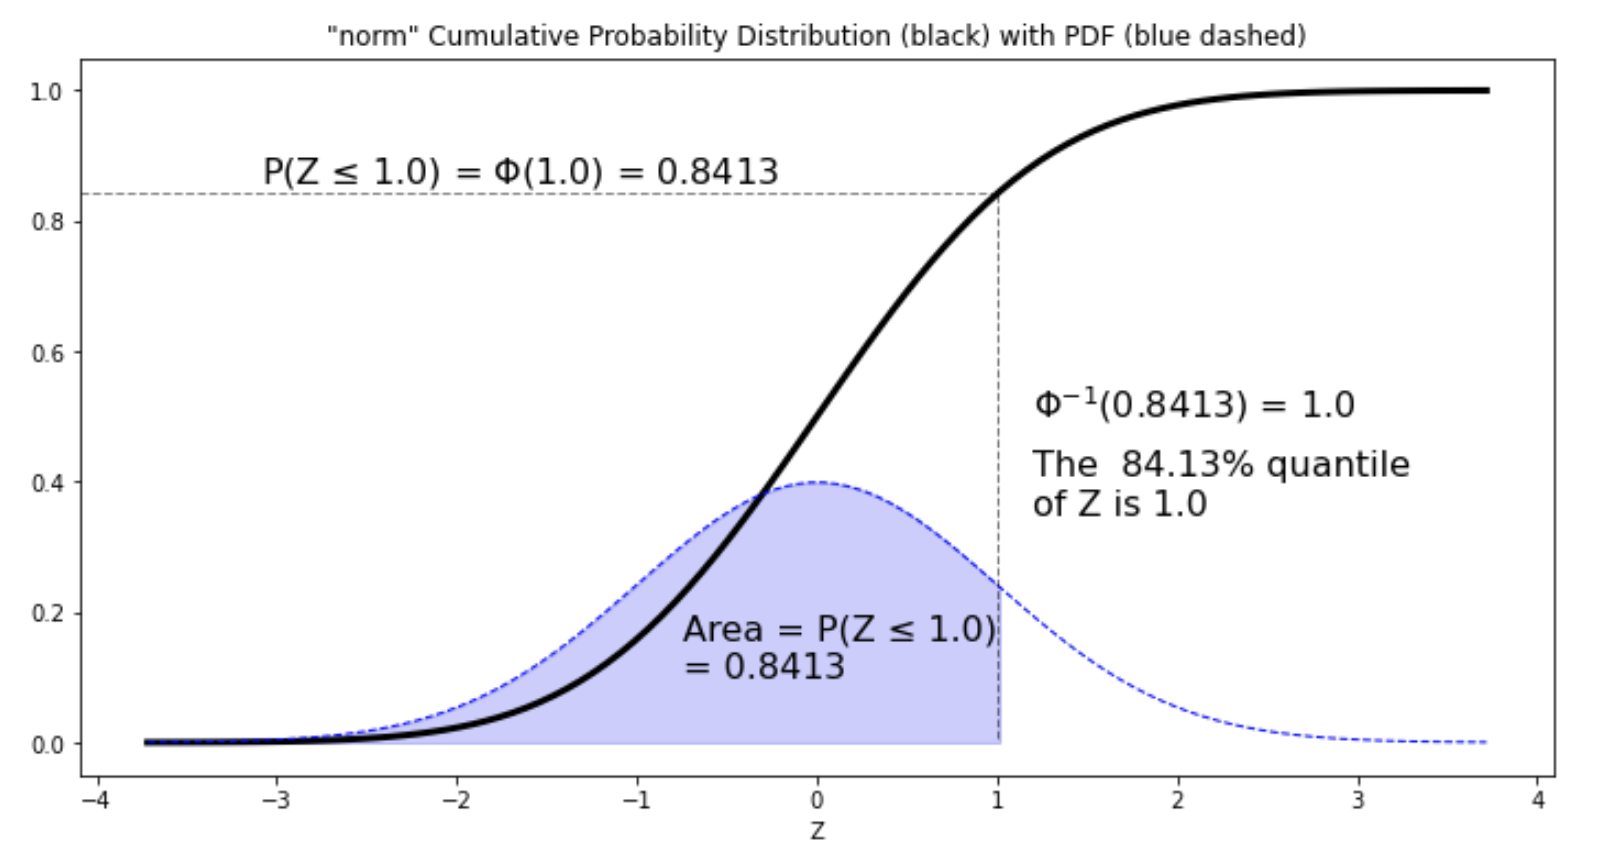 "norm" Cumulative Probability Distribution (black) with PDF (blue dashed)
1.0
P(Z ≤ 1.0) = Φ(1.0) = 0.8413
0.8
0.6
Φ⁻¹(0.8413) = 1.0
The 84.13% quantile
of Z is 1.0
0.4
0.2
Area = P(Z ≤ 1.0)
= 0.8413
0.0
−4 −3 −2 −1 0 1 2 3 4
Z